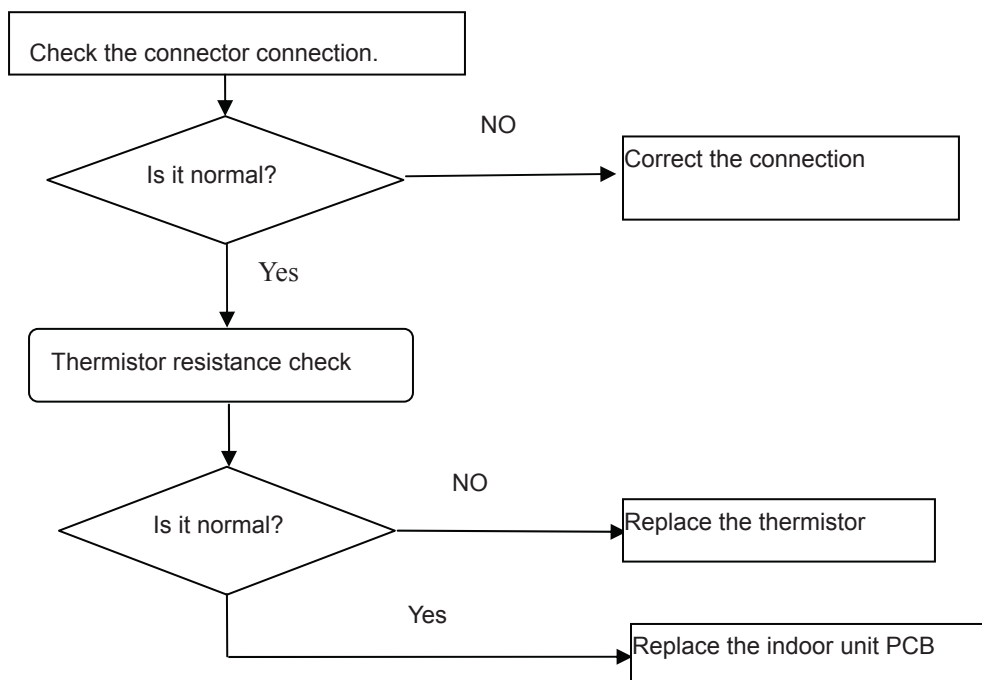 Check the connector connection.
NO
Is it normal?
Correct the connection
Yes
Thermistor resistance check
NO
Is it normal?
Replace the thermistor
Yes
Replace the indoor unit PCB